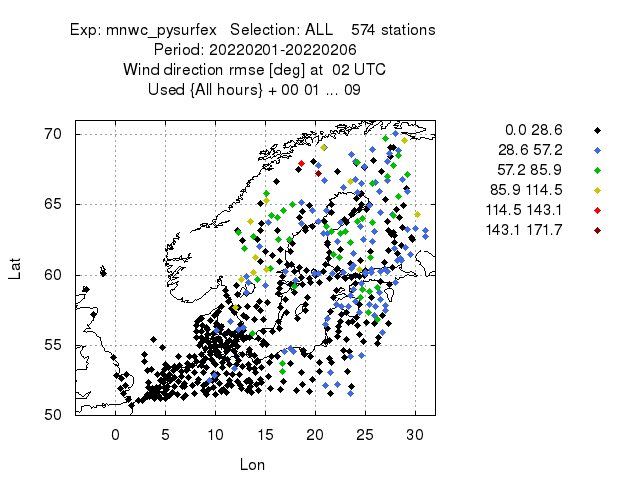 Exp: mnwc_pysurfex   Selection: ALL    574 stations
Period: 20220201-20220206
Wind direction rmse [deg] at  02 UTC
Used {All hours} + 00 01 ... 09
70
65
60
55
50
Lat
0 5 10 15 20 25 30
Lon
0.0 28.6
28.6 57.2
57.2 85.9
85.9 114.5
114.5 143.1
143.1 171.7